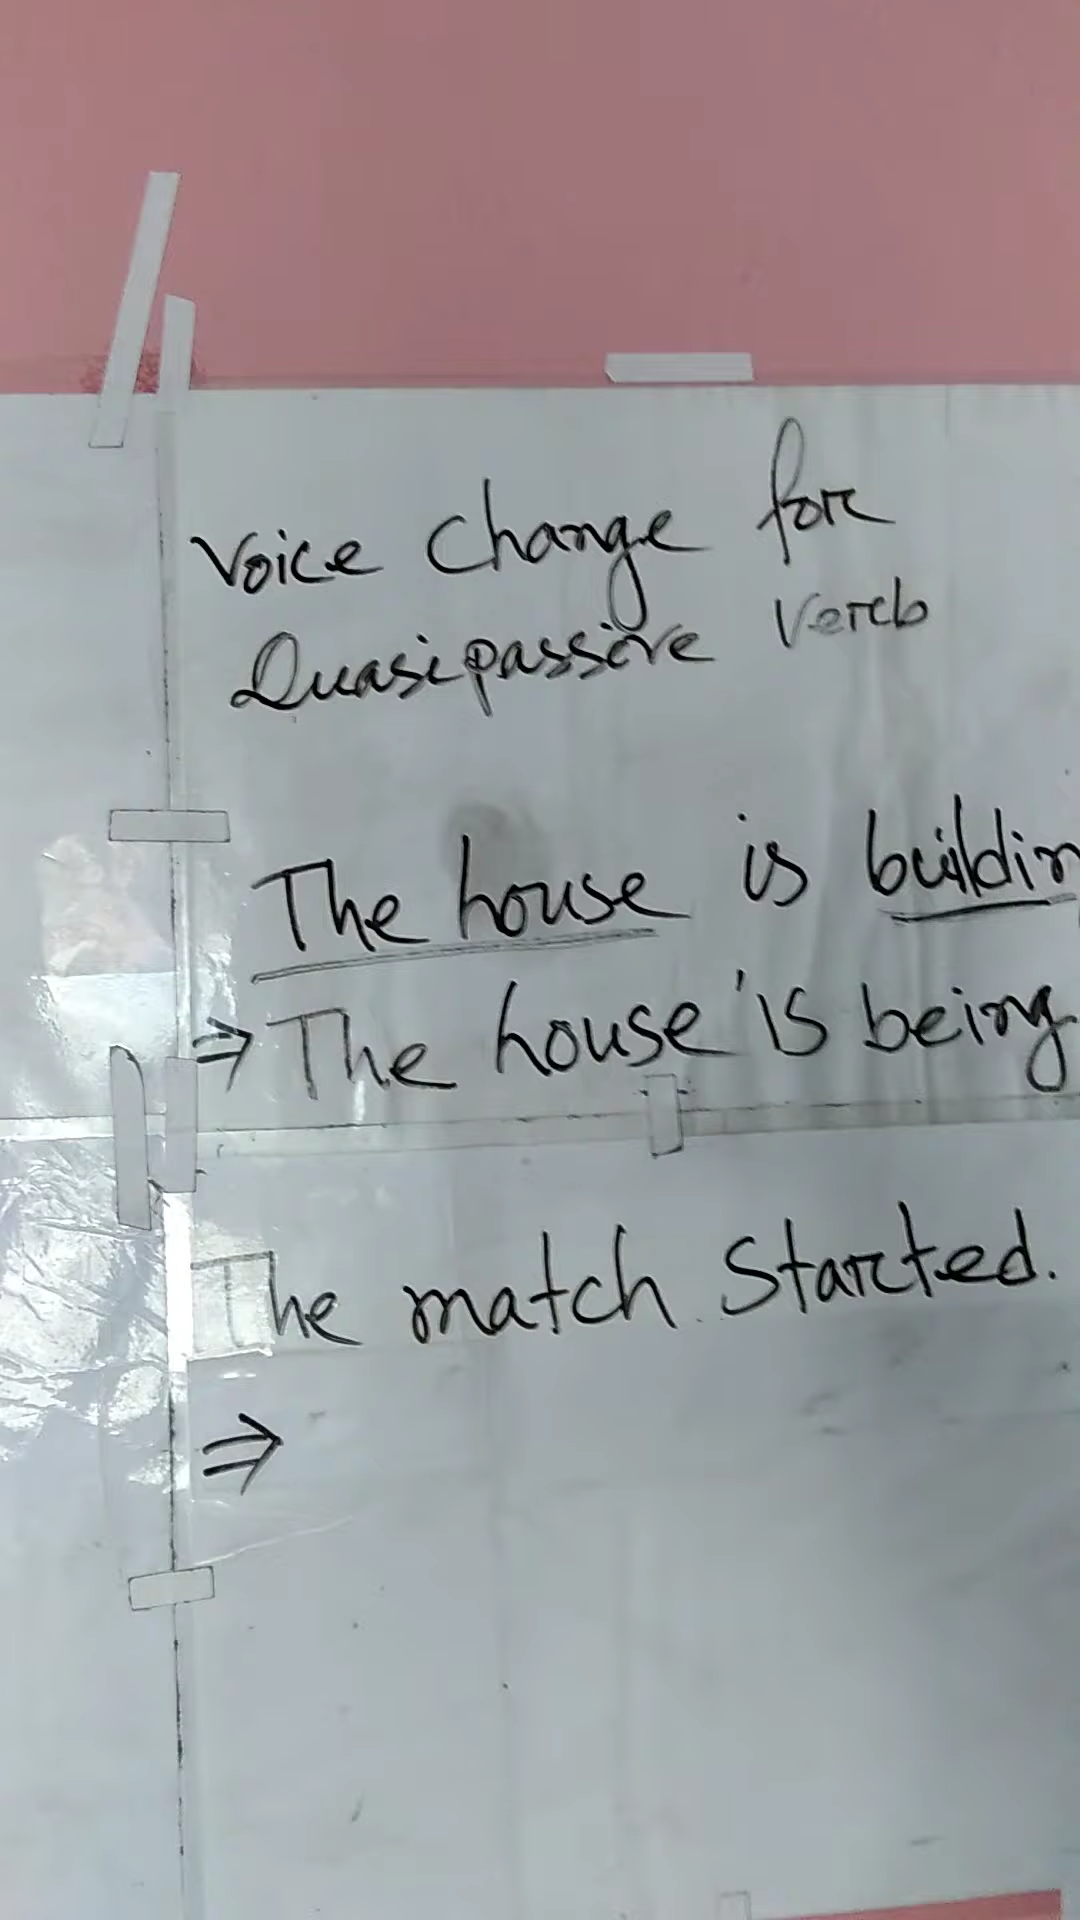 Voice Change for
Quasipassive Verb
The house is buildin
⇒ The house is being
The match Started.
⇒